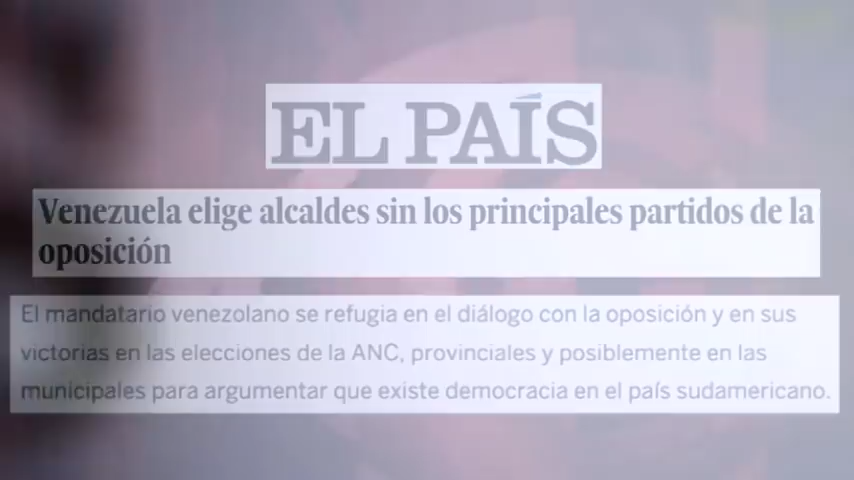 EL PAÍS
Venezuela elige alcaldes sin los principales partidos de la
oposición
El mandatario venezolano se refugia en el diálogo con la oposición y en sus
victorias en las elecciones de la ANC, provinciales y posiblemente en las
municipales para argumentar que existe democracia en el país sudamericano.